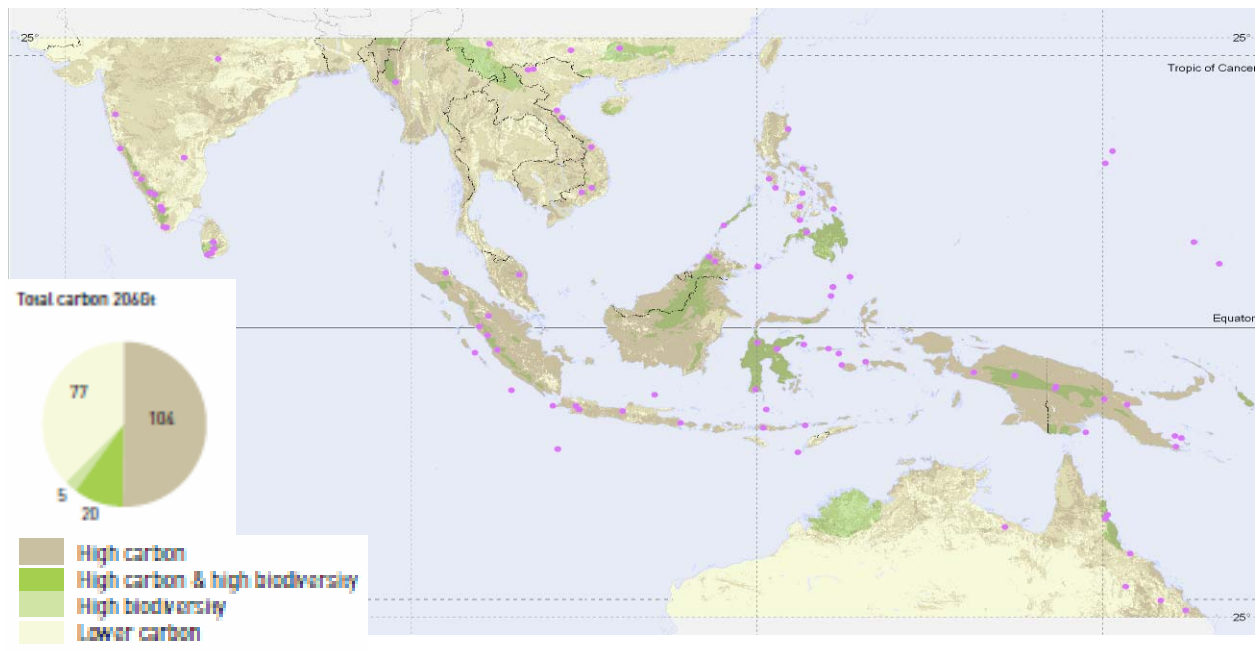 25°
25°
Tropic of Cancer
Total carbon 206Gt
Equator
77
106
5
20
High carbon
High carbon & high biodiversity
High biodiversity
Lower carbon
25°